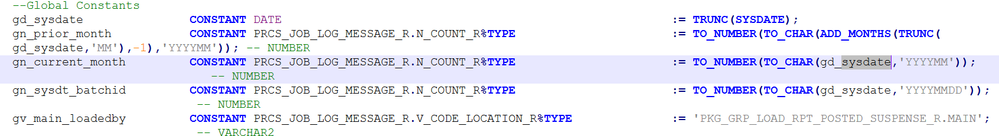 --Global Constants
gd_sysdate CONSTANT DATE := TRUNC(SYSDATE);
gn_prior_month CONSTANT PRCS_JOB_LOG_MESSAGE_R.N_COUNT_R%TYPE := TO_NUMBER(TO_CHAR(ADD_MONTHS(TRUNC(
gd_sysdate,'MM'),-1),'YYYYMM')); -- NUMBER
gn_current_month CONSTANT PRCS_JOB_LOG_MESSAGE_R.N_COUNT_R%TYPE := TO_NUMBER(TO_CHAR(gd_sysdate,'YYYYMM'));
-- NUMBER
gn_sysdt_batchid CONSTANT PRCS_JOB_LOG_MESSAGE_R.N_COUNT_R%TYPE := TO_NUMBER(TO_CHAR(gd_sysdate,'YYYYMMDD'));
-- NUMBER
gv_main_loadedby CONSTANT PRCS_JOB_LOG_MESSAGE_R.V_CODE_LOCATION_R%TYPE := 'PKG_GRP_LOAD_RPT_POSTED_SUSPENSE_R.MAIN';
-- VARCHAR2